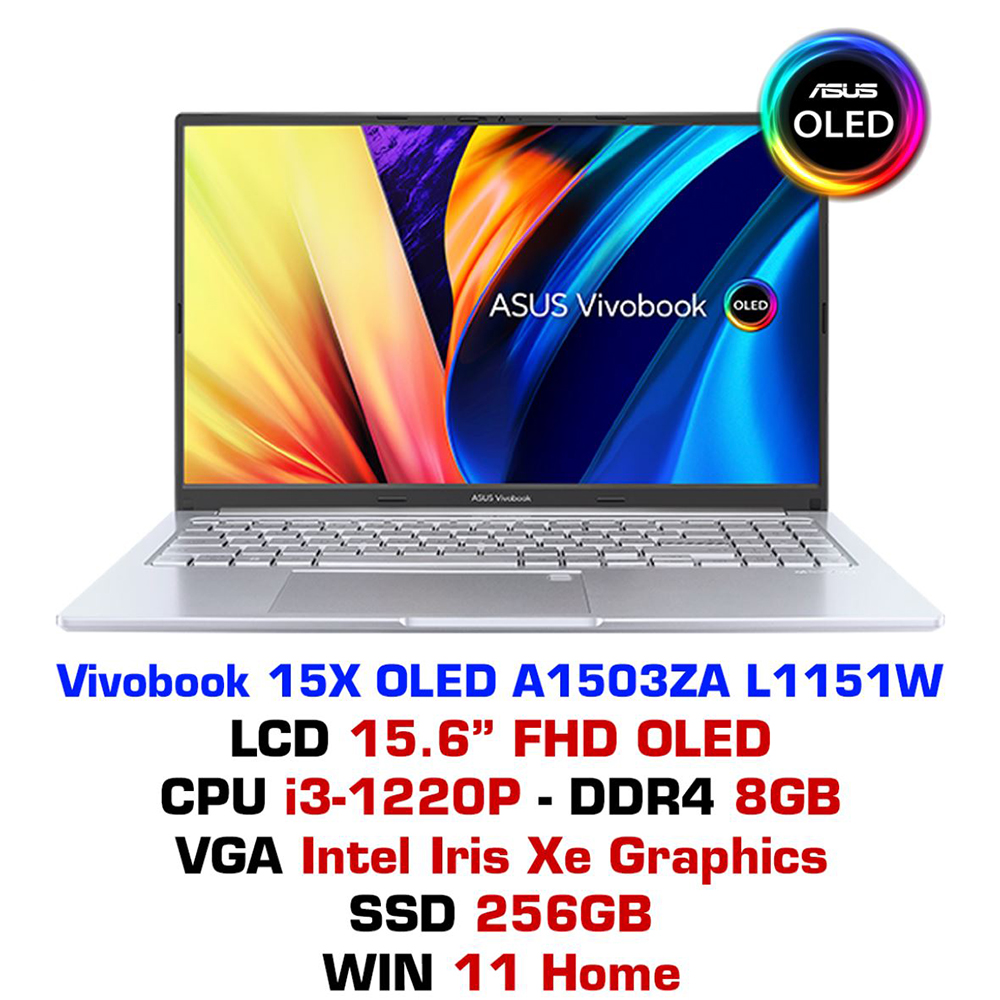 ASUS
OLED
ASUS Vivobook OLED
ASUS Vivobook
Vivobook 15X OLED A1503ZA L1151W
LCD 15.6” FHD OLED
CPU i3-1220P - DDR4 8GB
VGA Intel Iris Xe Graphics
SSD 256GB
WIN 11 Home